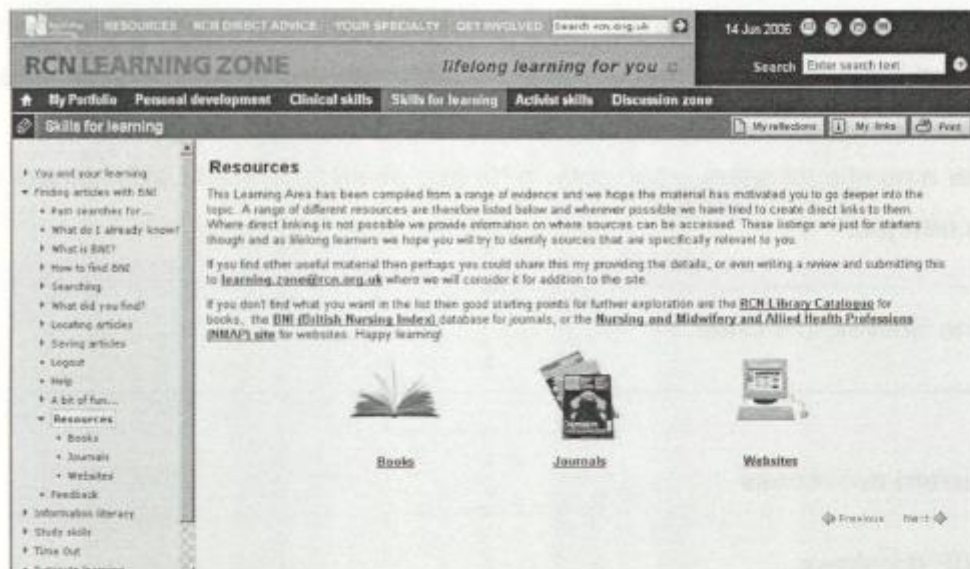 RESOURCES RCN DIRECT ADVICE YOUR SPECIALTY GET INVOLVED Search rcn.org.uk
14 Jun 2006
RCN LEARNING ZONE lifelong learning for you
Search Enter search text
My Portfolio Personal development Clinical skills Skills for learning Activist skills Discussion zone
Skills for learning My reflections My links Print
You and your learning
Finding articles with BNI
Pain searches for...
What do I already know?
What is BNI?
How to find BNI
Searching
What did you find?
Locating articles
Saving articles
Logout
Help
A bit of fun...
Resources
Books
Journals
Websites
Feedback
Information literacy
Study skills
Time Out
Resources
This Learning Area has been compiled from a range of evidence and we hope the material has motivated you to go deeper into the
topic. A range of different resources are therefore listed below and wherever possible we have tried to create direct links to them.
Where direct linking is not possible we provide information on where sources can be accessed. These listings are just for starters
though and as lifelong learners we hope you will try to identify sources that are specifically relevant to you.
If you find other useful material then perhaps you could share this my providing the details, or even writing a review and submitting this
to learning.zone@rcn.org.uk where we will consider it for addition to the site.
If you don't find what you want in the list then good starting points for further exploration are the RCN Library Catalogue for
books, the BNI (British Nursing Index) database for journals, or the Nursing and Midwifery and Allied Health Professions
(NMAP) site for websites. Happy learning!
Books Journals Websites
Previous Next